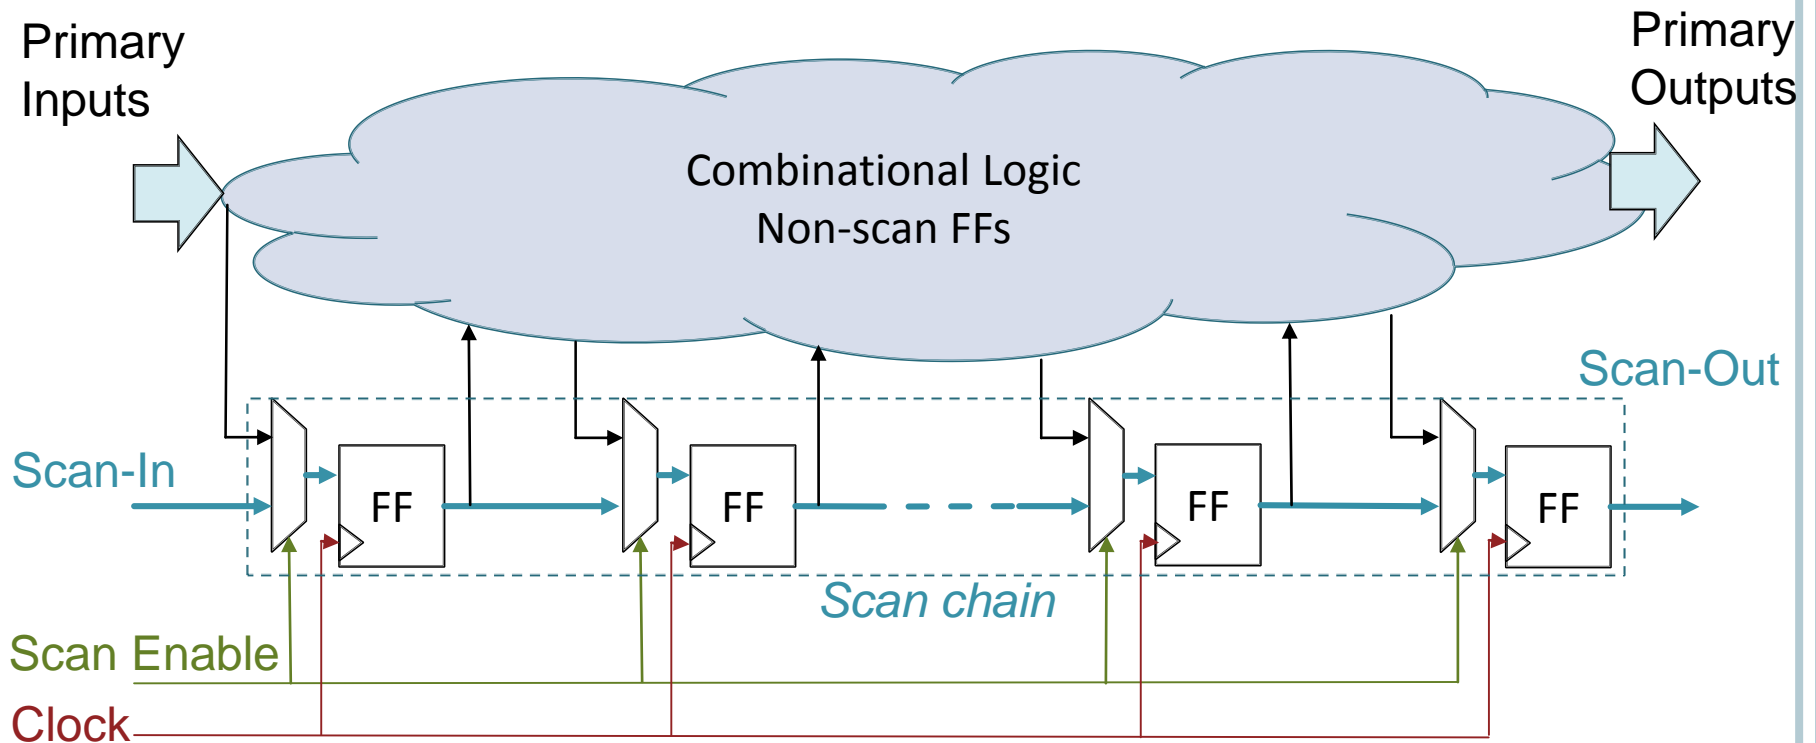 Primary
Inputs
Primary
Outputs
Combinational Logic
Non-scan FFs
Scan-Out
Scan-In
FF
FF
FF
FF
Scan chain
Scan Enable
Clock